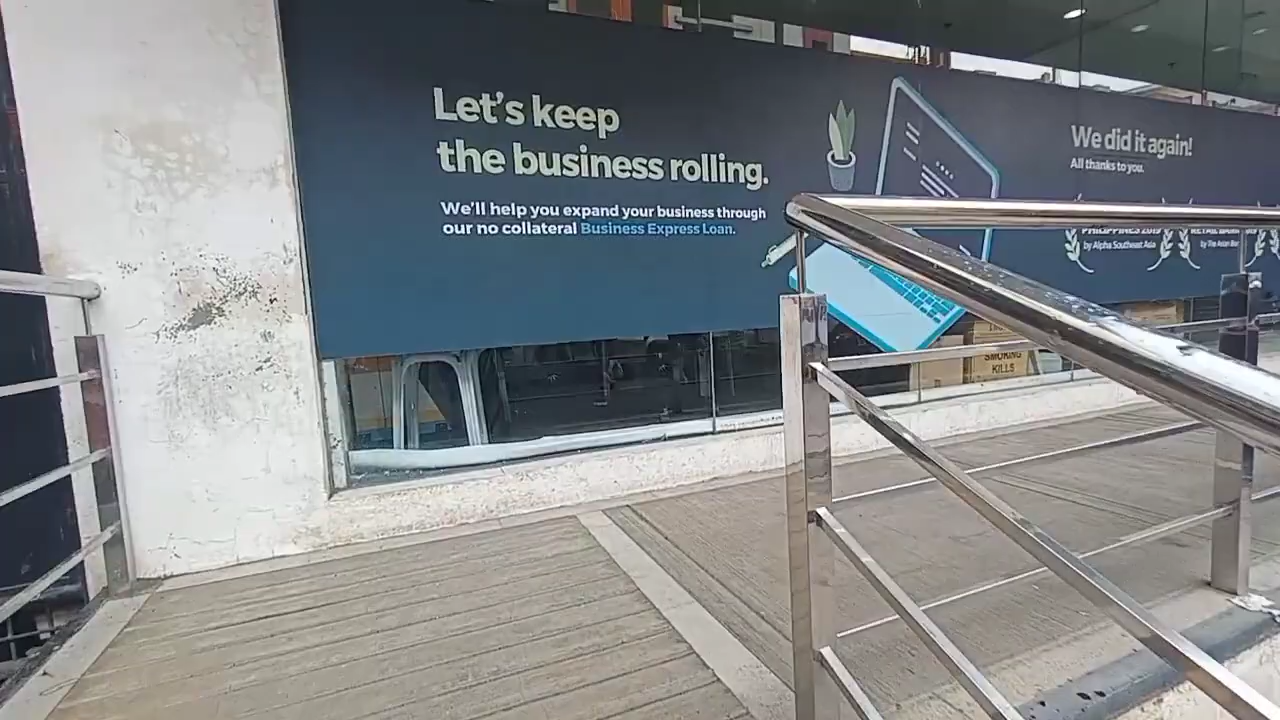 Let's keep
the business rolling.
We'll help you expand your business through
our no collateral Business Express Loan.
We did it again!
All thanks to you.
PHILIPPINES 2019
by Alpha Southeast Asia
RETAIL
by The Asian
SMOKING
KILLS